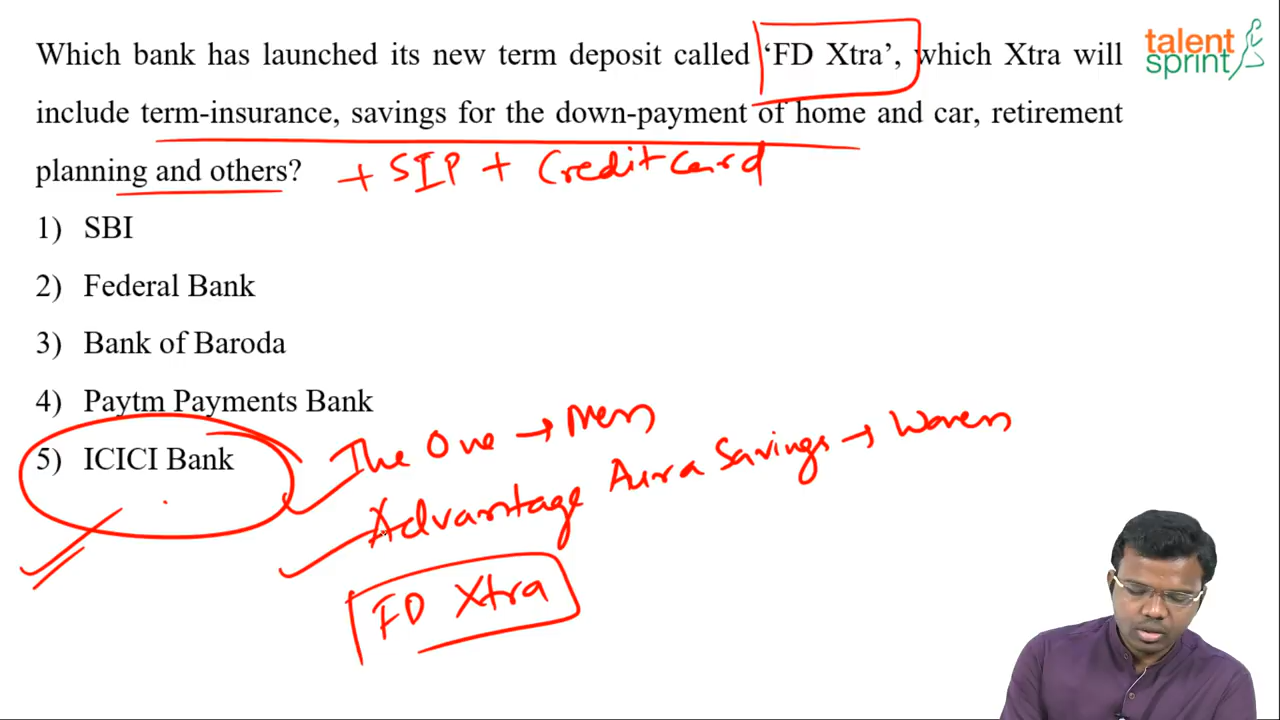 talent
sprint
Which bank has launched its new term deposit called ‘FD Xtra’, which Xtra will
include term-insurance, savings for the down-payment of home and car, retirement
planning and others?
+ SIP + Credit Card
1) SBI
2) Federal Bank
3) Bank of Baroda
4) Paytm Payments Bank
5) ICICI Bank
The One → Men
Advantage Aura Savings → Women
FD Xtra